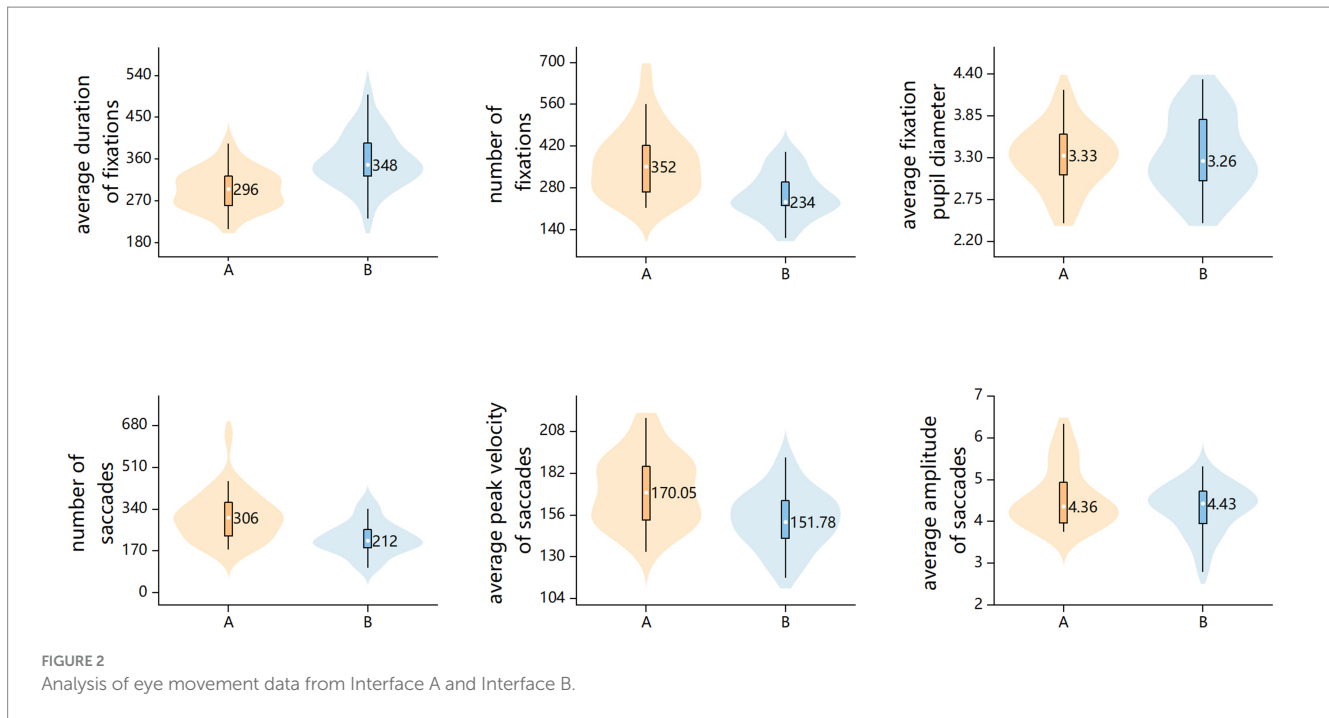 average duration
of fixations
540
450
360
270
180
296
348
A
B
number of
fixations
700
560
420
280
140
352
234
A
B
average fixation
pupil diameter
4.40
3.85
3.30
2.75
2.20
3.33
3.26
A
B
number of
saccades
680
510
340
170
0
306
212
A
B
average peak velocity
of saccades
208
182
156
130
104
170.05
151.78
A
B
average amplitude
of saccades
7
6
5
4
3
2
4.36
4.43
A
B
FIGURE 2
Analysis of eye movement data from Interface A and Interface B.